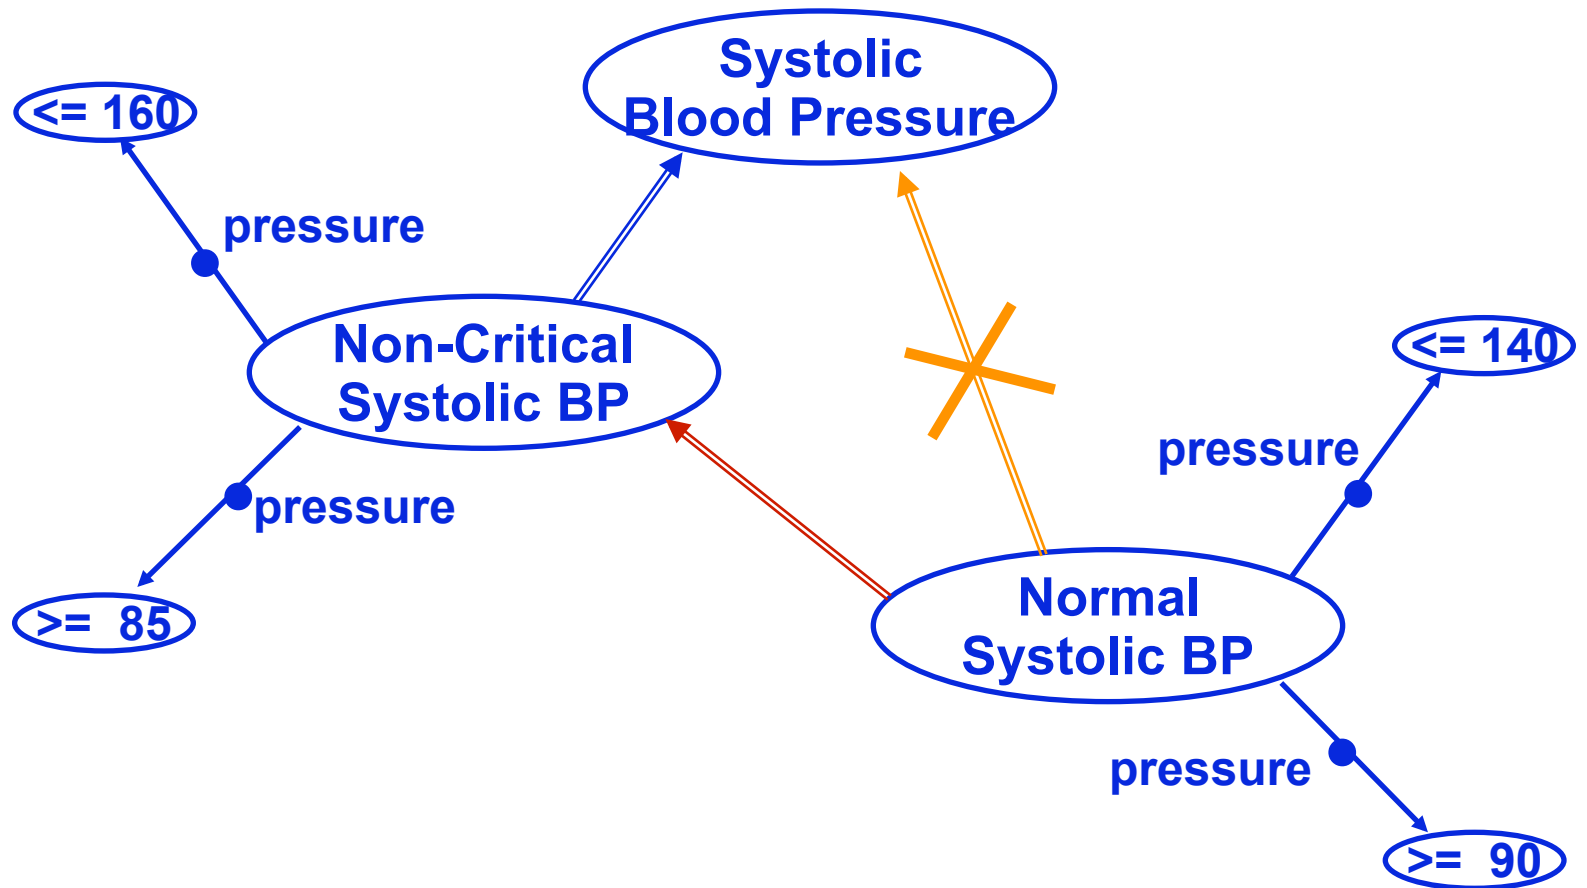 Systolic
Blood Pressure
<= 160
pressure
Non-Critical
Systolic BP
<= 140
pressure
pressure
>= 85
Normal
Systolic BP
pressure
>= 90